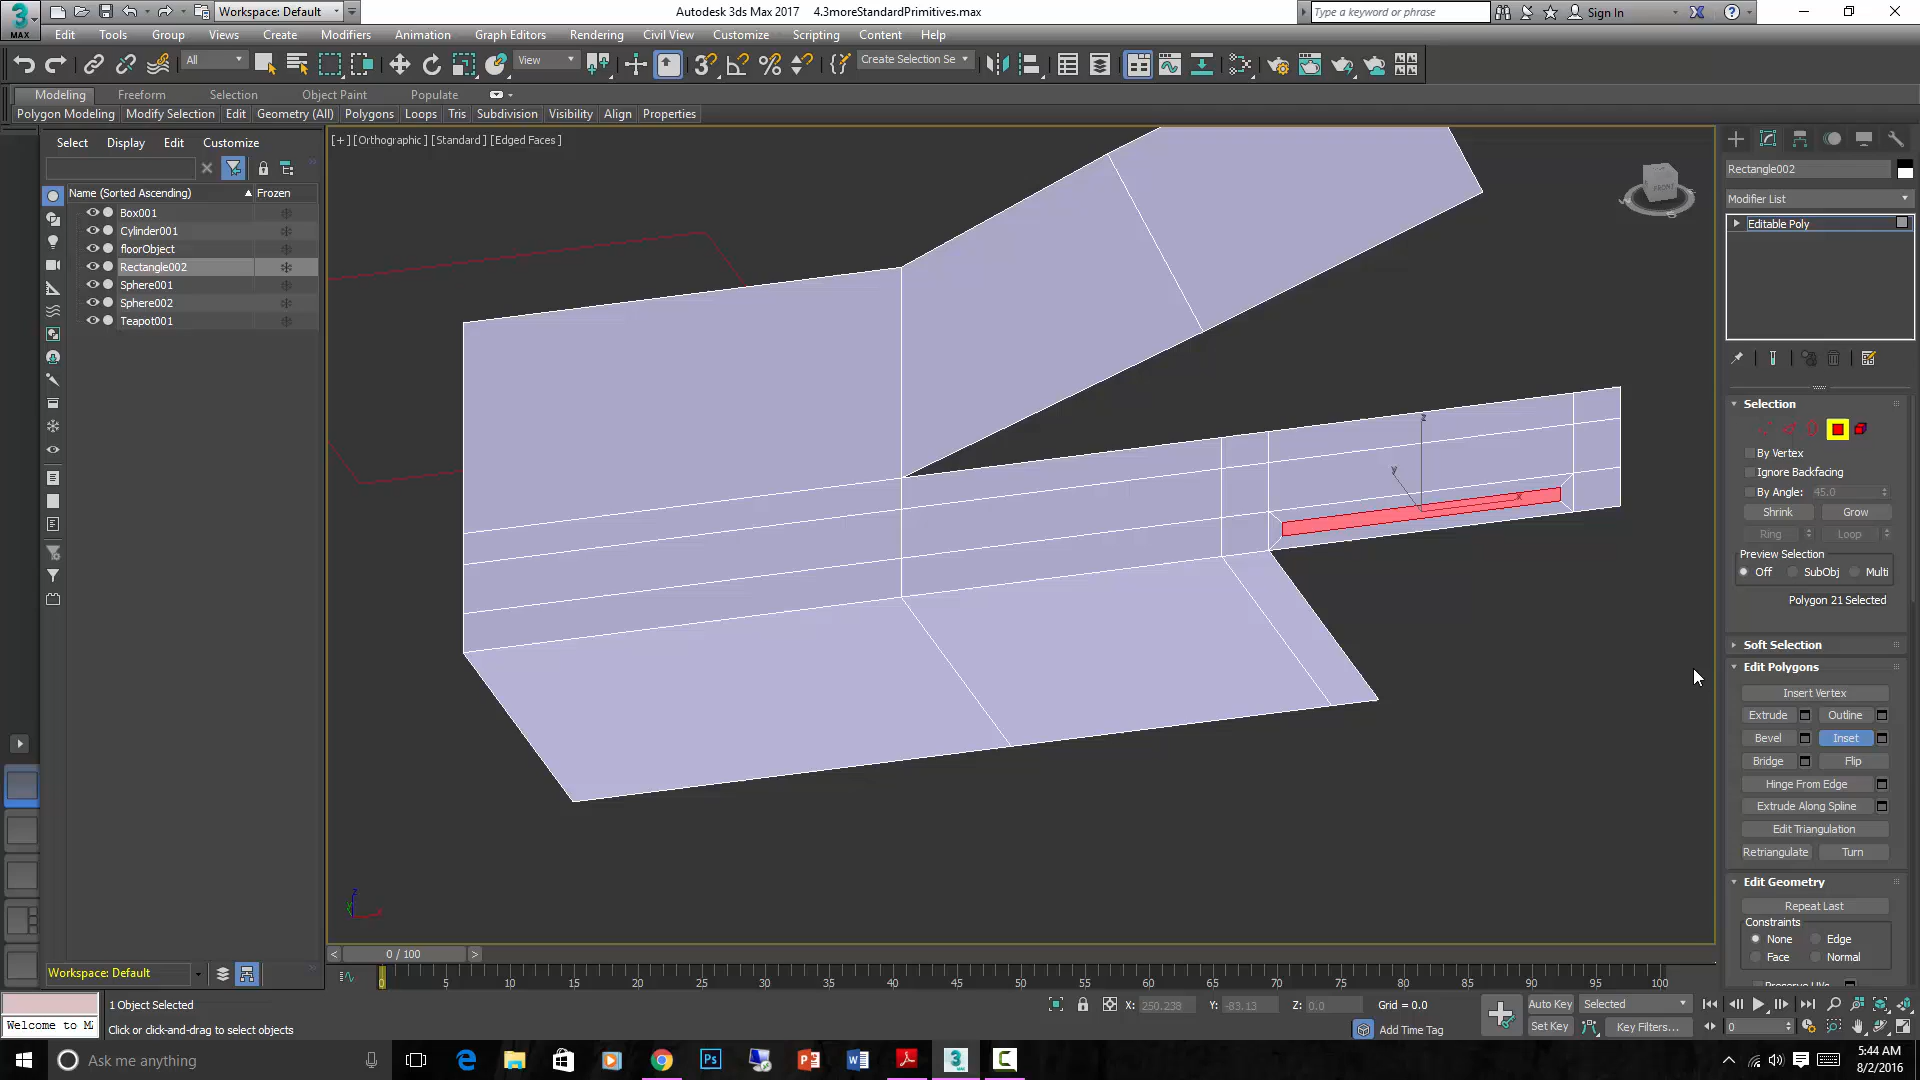 Workspace: Default
Autodesk 3ds Max 2017    4.3moreStandardPrimitives.max
Type a keyword or phrase
Sign In
MAX
Edit Tools Group Views Create Modifiers Animation Graph Editors Rendering Civil View Customize Scripting Content Help
All
View
Create Selection Se
Modeling Freeform Selection Object Paint Populate
Polygon Modeling Modify Selection Edit Geometry (All) Polygons Loops Tris Subdivision Visibility Align Properties
Select Display Edit Customize
Name (Sorted Ascending) Frozen
Box001
Cylinder001
floorObject
Rectangle002
Sphere001
Sphere002
Teapot001
[+] [Orthographic] [Standard] [Edged Faces]
FRONT
z
y
x
Rectangle002
Modifier List
Editable Poly
Selection
By Vertex
Ignore Backfacing
By Angle: 45.0
Shrink Grow
Ring Loop
Preview Selection
Off SubObj Multi
Polygon 21 Selected
Soft Selection
Edit Polygons
Insert Vertex
Extrude Outline
Bevel Inset
Bridge Flip
Hinge From Edge
Extrude Along Spline
Edit Triangulation
Retriangulate Turn
Edit Geometry
Repeat Last
Constraints
None Edge
Face Normal
Preserve UVs
< 0 / 100 >
0 5 10 15 20 25 30 35 40 45 50 55 60 65 70 75 80 85 90 95 100
Workspace: Default
1 Object Selected
Welcome to M
Click or click-and-drag to select objects
X: 250.238 Y: -83.13 Z: 0.0 Grid = 0.0
Add Time Tag
Auto Key Selected
Set Key Key Filters...
0
Ask me anything
5:44 AM
8/2/2016